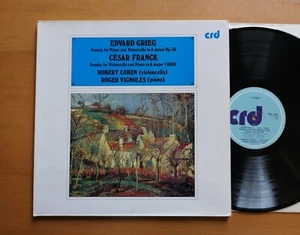 crd
EDVARD GRIEG
Sonata for Piano and Violoncello in A minor Op.36
CÉSAR FRANCK
Sonata for Violoncello and Piano in A major (1886)
ROBERT COHEN (violoncello)
ROGER VIGNOLES (piano)
crd